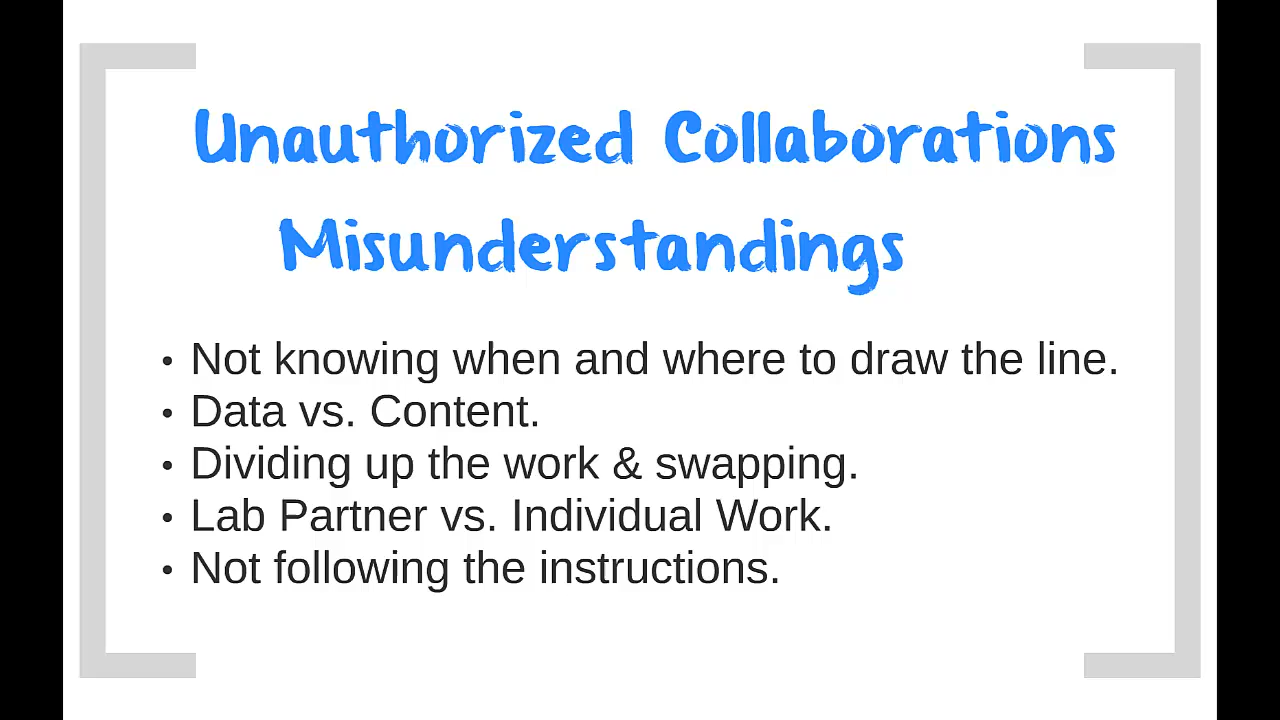 Unauthorized Collaborations
Misunderstandings
• Not knowing when and where to draw the line.
• Data vs. Content.
• Dividing up the work & swapping.
• Lab Partner vs. Individual Work.
• Not following the instructions.